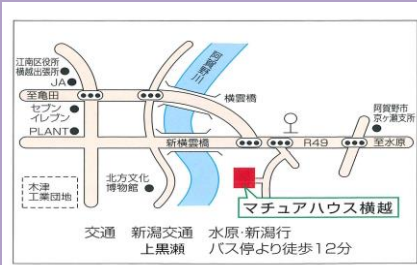 江南区役所
横越出張所
JA
至亀田
セブン
イレブン
PLANT
阿賀野川
横雲橋
新横雲橋
阿賀野市
京ヶ瀬支所
R49
至水原
北方文化
博物館
木津
工業団地
マチュアハウス横越
交通 新潟交通 水原・新潟行
上黒瀬 バス停より徒歩12分